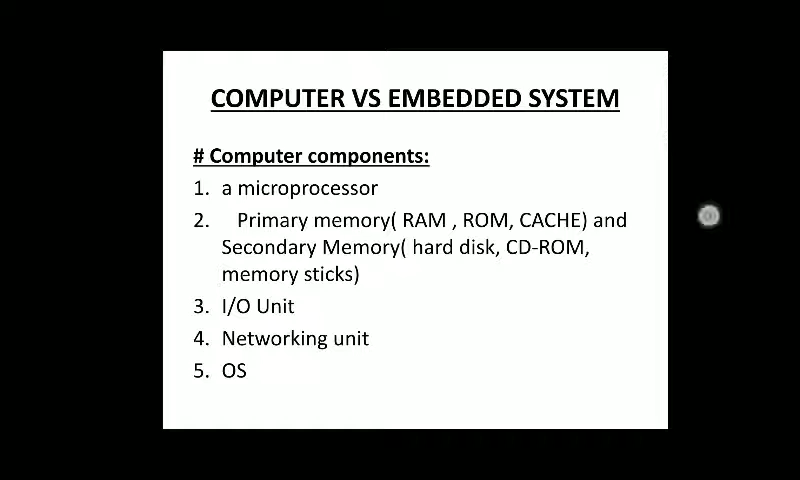 COMPUTER VS EMBEDDED SYSTEM
# Computer components:
1. a microprocessor
2. Primary memory( RAM , ROM, CACHE) and
Secondary Memory( hard disk, CD-ROM,
memory sticks)
3. I/O Unit
4. Networking unit
5. OS